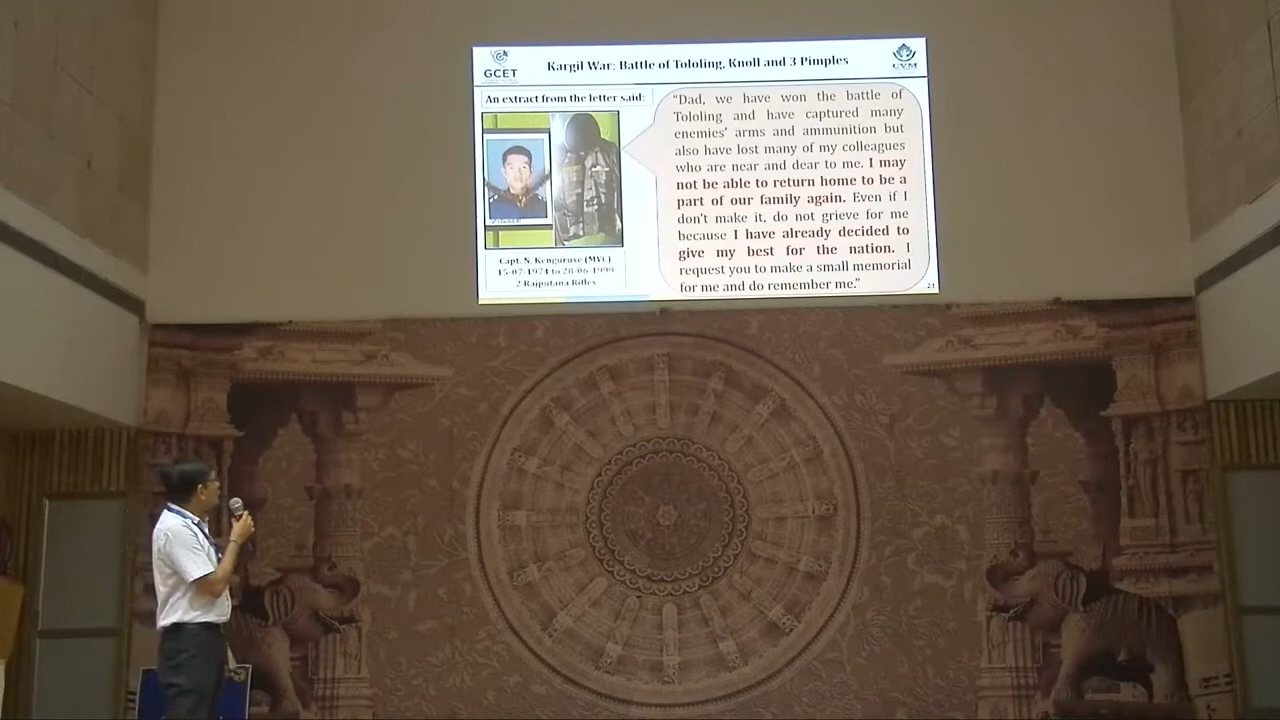 GCET
Kargil War: Battle of Tololing, Knoll and 3 Pimples
CVM
An extract from the letter said:
"Dad, we have won the battle of
Tololing and have captured many
enemies' arms and ammunition but
also have lost many of my colleagues
who are near and dear to me. I may
not be able to return home to be a
part of our family again. Even if I
don't make it, do not grieve for me
because I have already decided to
give my best for the nation. I
request you to make a small memorial
for me and do remember me."
Capt. N. Kenguruse (MVC)
15-07-1974 to 28-06-1999
2 Rajputana Rifles
23